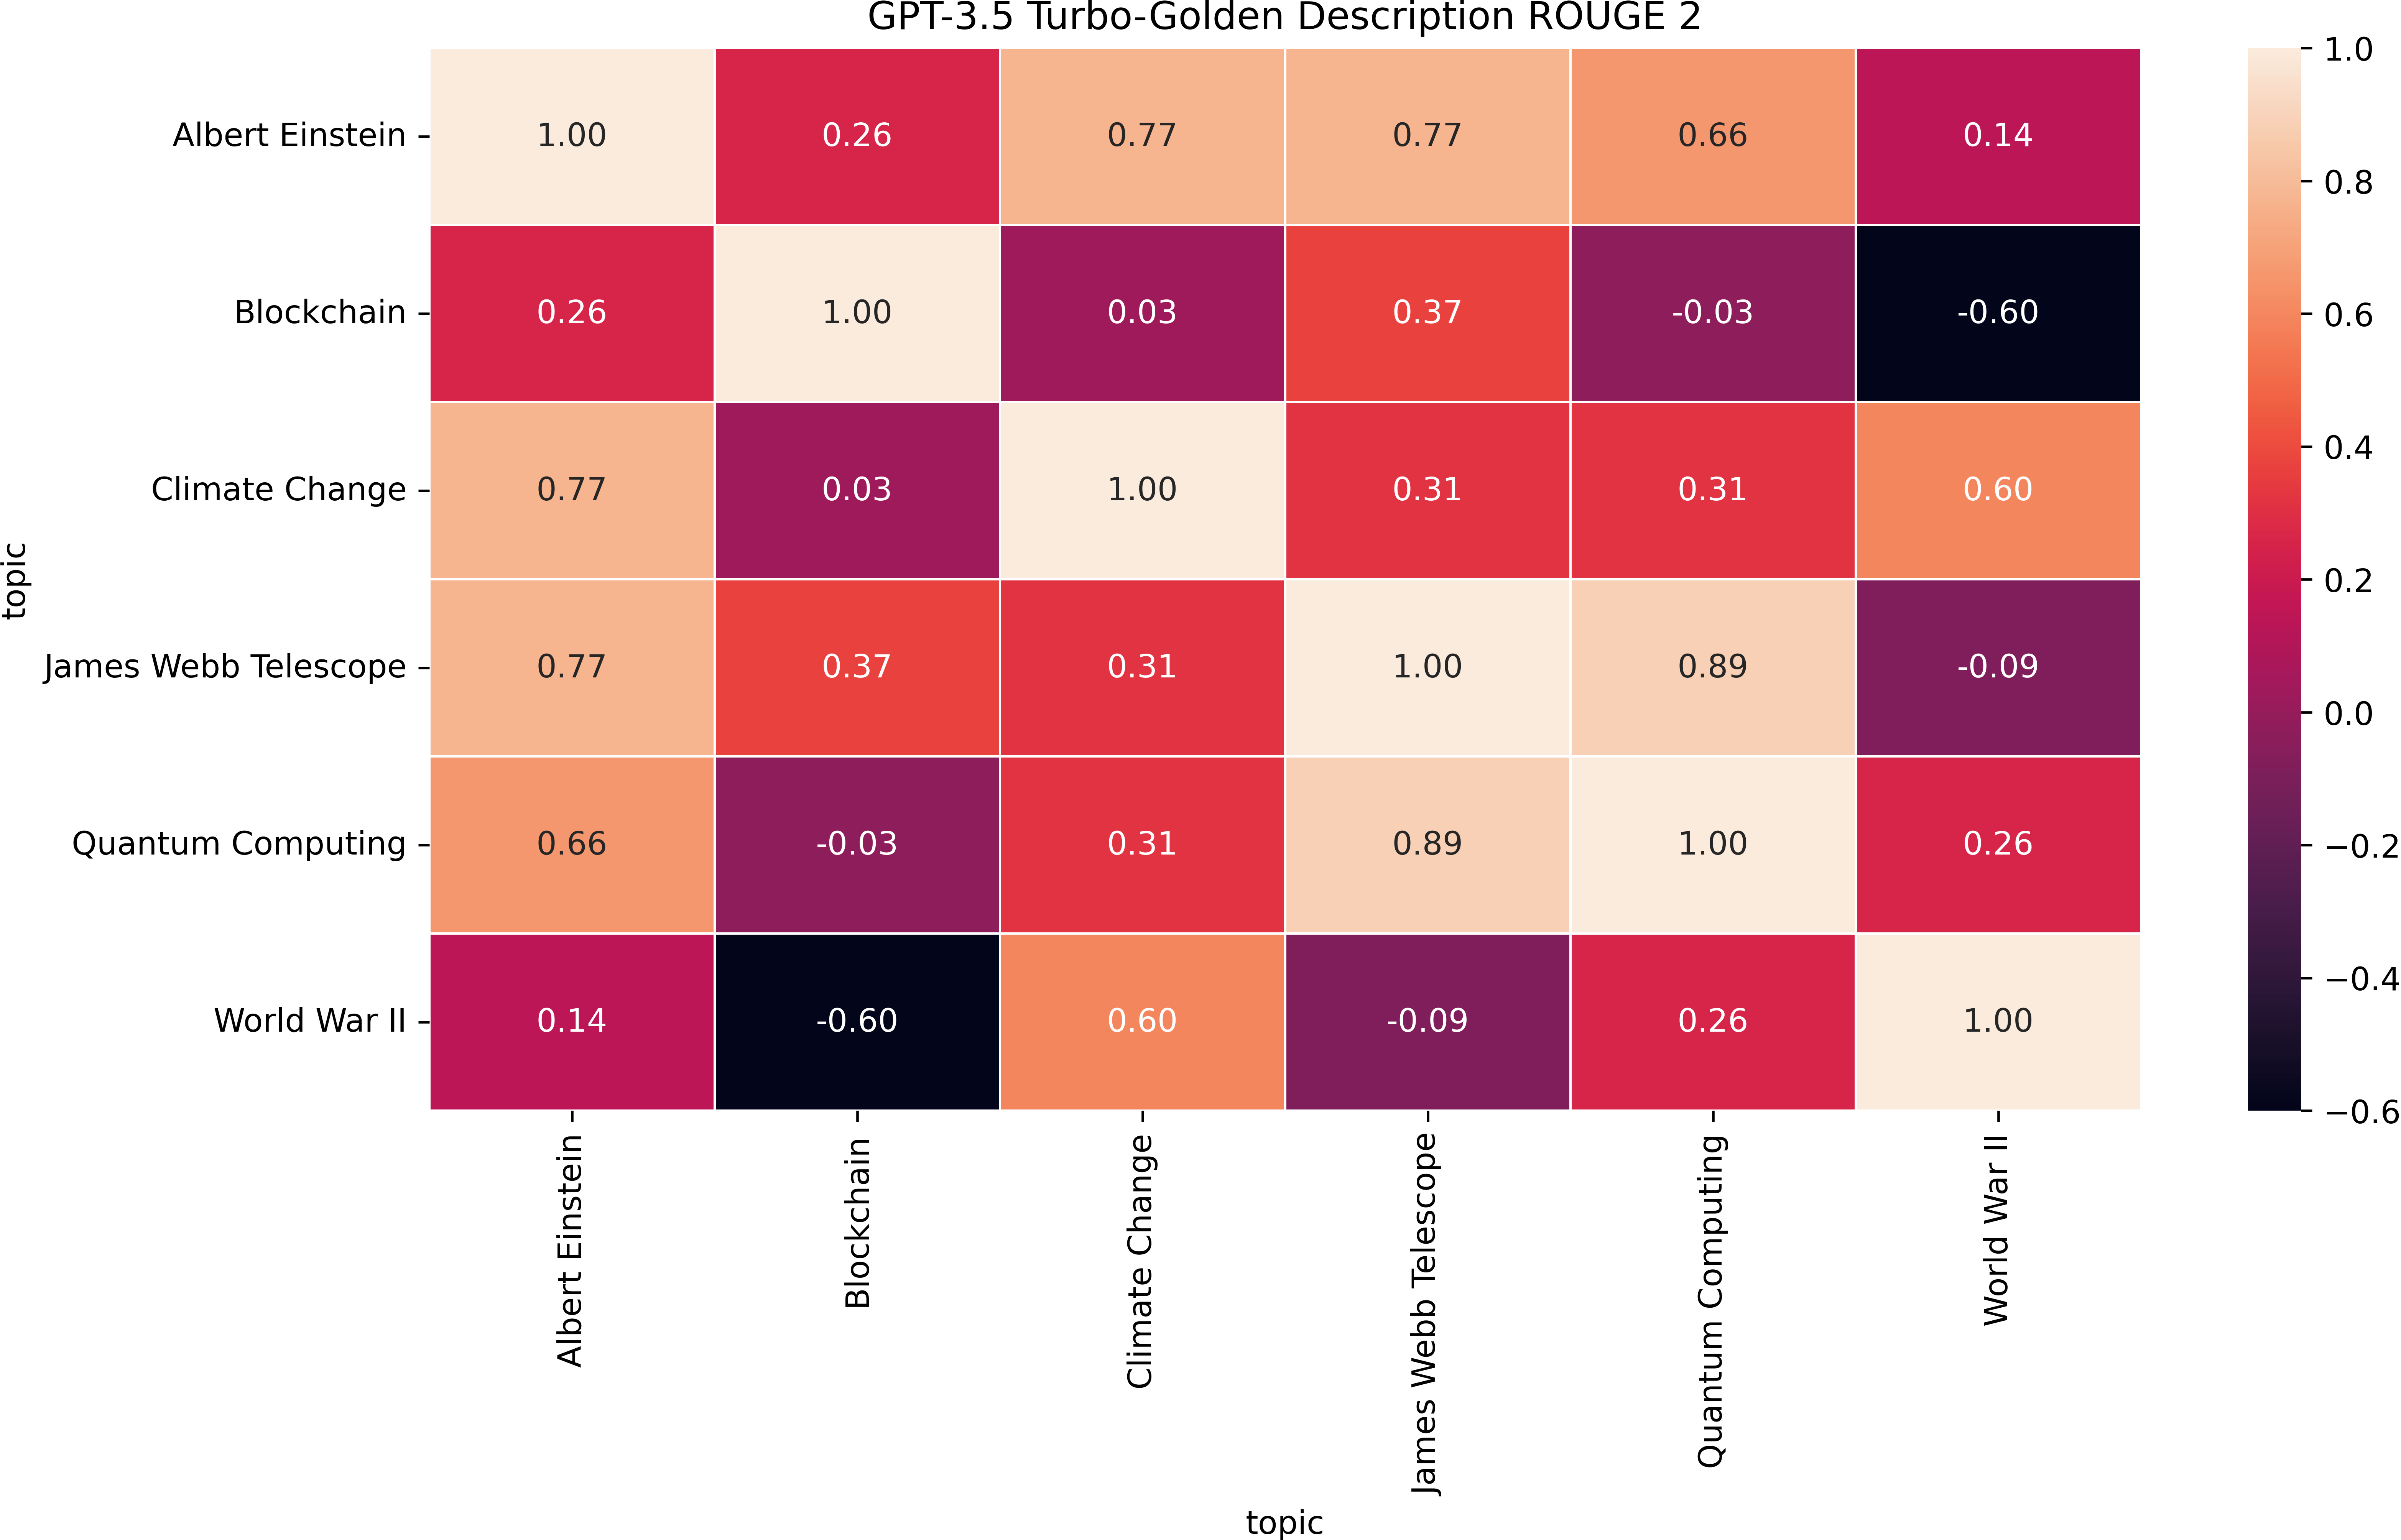 GPT-3.5 Turbo-Golden Description ROUGE 2
Albert Einstein 1.00 0.26 0.77 0.77 0.66 0.14
Blockchain 0.26 1.00 0.03 0.37 -0.03 -0.60
Climate Change 0.77 0.03 1.00 0.31 0.31 0.60
James Webb Telescope 0.77 0.37 0.31 1.00 0.89 -0.09
Quantum Computing 0.66 -0.03 0.31 0.89 1.00 0.26
World War II 0.14 -0.60 0.60 -0.09 0.26 1.00
topic
Albert Einstein
Blockchain
Climate Change
James Webb Telescope
Quantum Computing
World War II
topic
1.0
0.8
0.6
0.4
0.2
0.0
−0.2
−0.4
−0.6